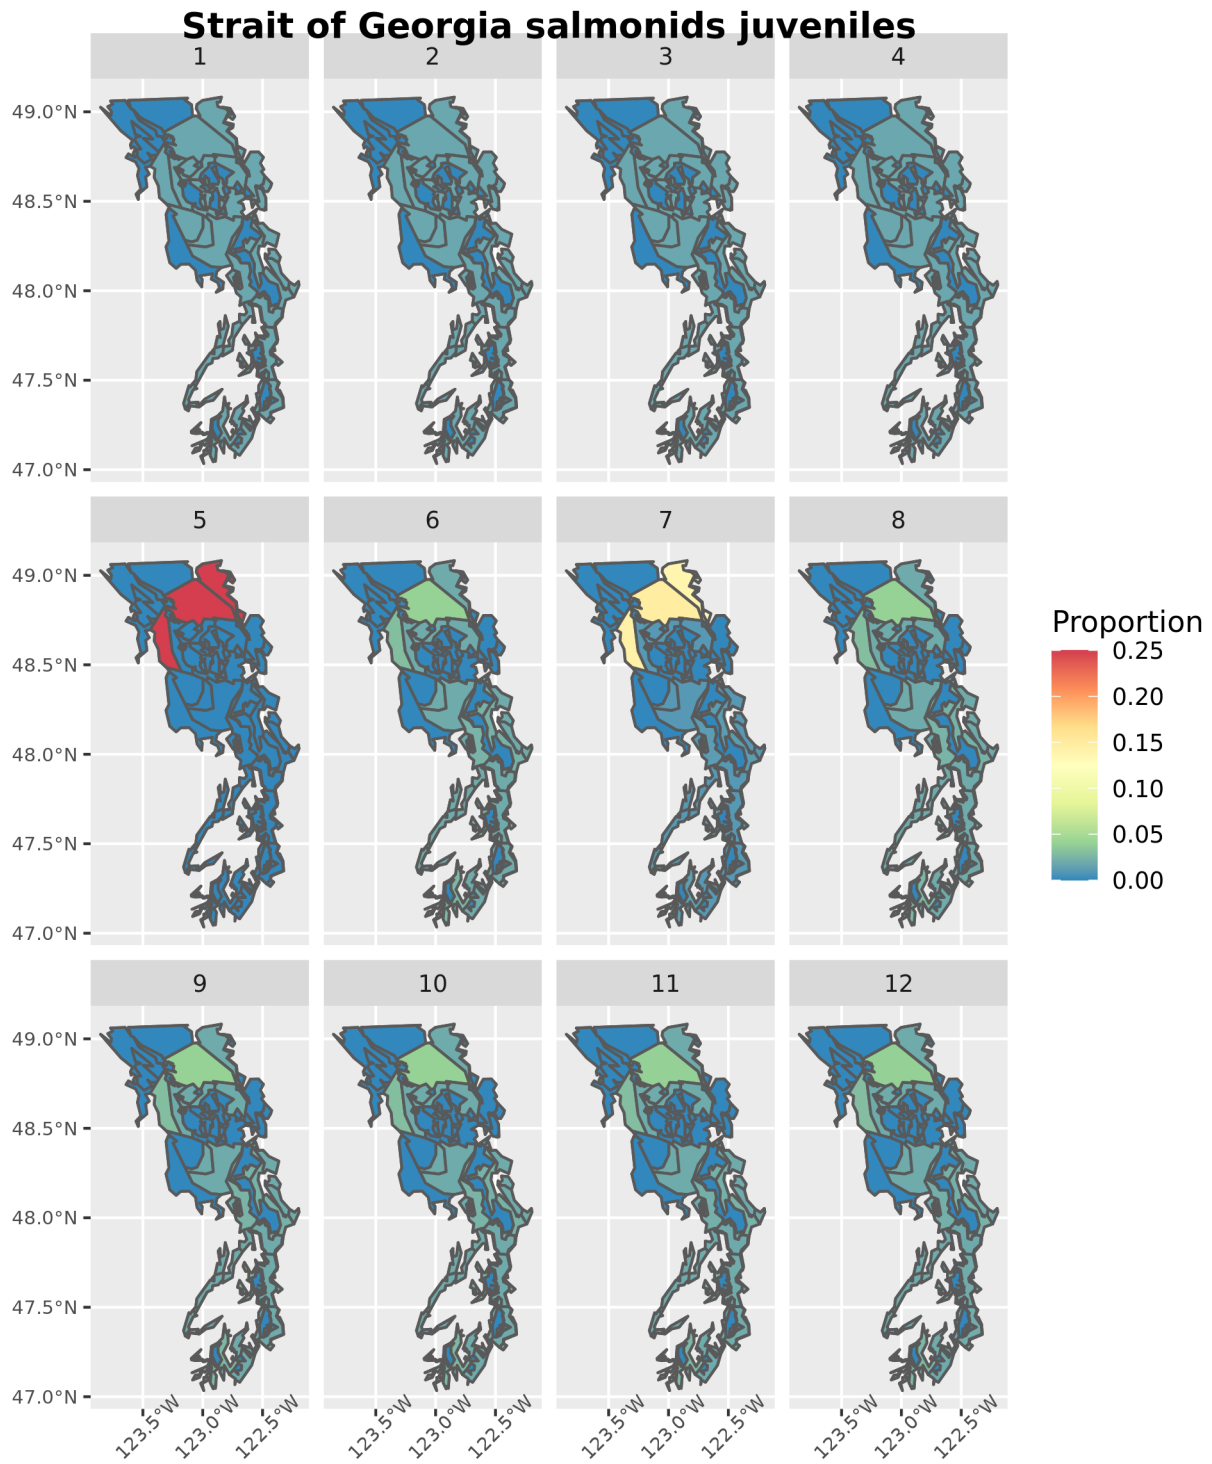 Strait of Georgia salmonids juveniles
1 2 3 4
49.0°N
48.5°N
48.0°N
47.5°N
47.0°N
5 6 7 8
49.0°N
48.5°N
48.0°N
47.5°N
47.0°N
Proportion
0.25
0.20
0.15
0.10
0.05
0.00
9 10 11 12
49.0°N
48.5°N
48.0°N
47.5°N
47.0°N
123.5°W 123.0°W 122.5°W 123.5°W 123.0°W 122.5°W 123.5°W 123.0°W 122.5°W 123.5°W 123.0°W 122.5°W